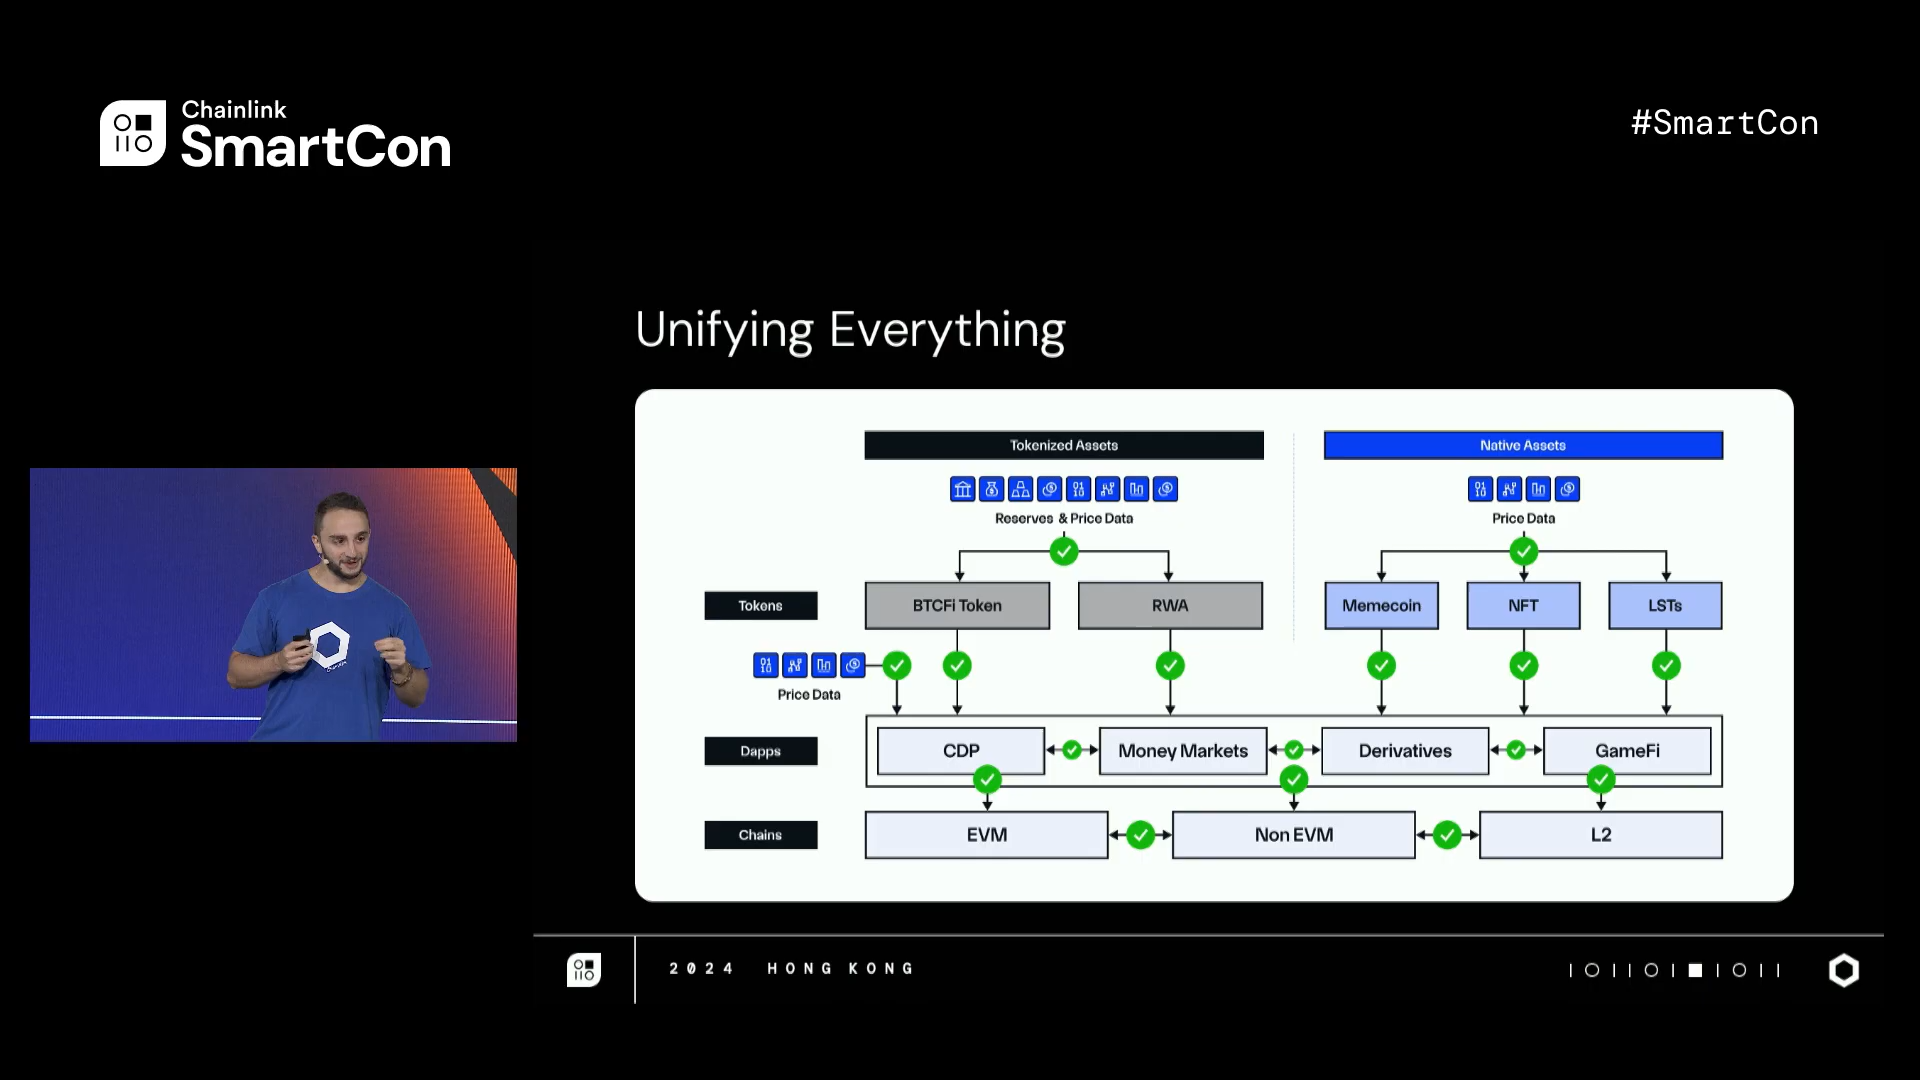 Chainlink
SmartCon
#SmartCon
Unifying Everything
Tokenized Assets
Native Assets
Reserves & Price Data
Price Data
Tokens
BTCFi Token
RWA
Memecoin
NFT
LSTs
Price Data
Dapps
CDP
Money Markets
Derivatives
GameFi
Chains
EVM
Non EVM
L2
2024 HONG KONG